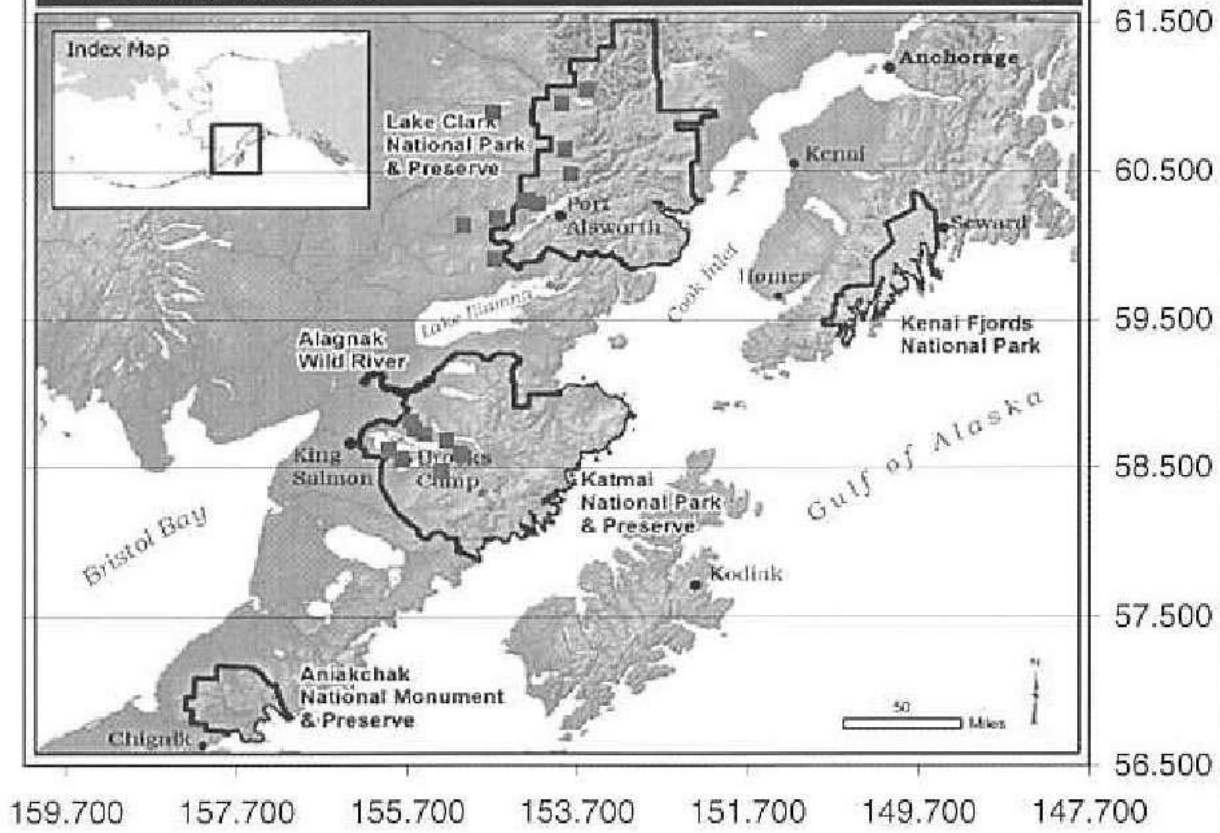 Index Map
Anchorage
Lake Clark
National Park
& Preserve
Kenai
Port
Alsworth
Seward
Cook Inlet
Homer
Lake Iliamna
Kenai Fjords
National Park
Alagnak
Wild River
King
Salmon
Brooks
Camp
Katmai
National Park
& Preserve
Gulf of Alaska
Bristol Bay
Kodiak
Aniakchak
National Monument
& Preserve
Chignik
N
50
Miles
61.500
60.500
59.500
58.500
57.500
56.500
159.700
157.700
155.700
153.700
151.700
149.700
147.700